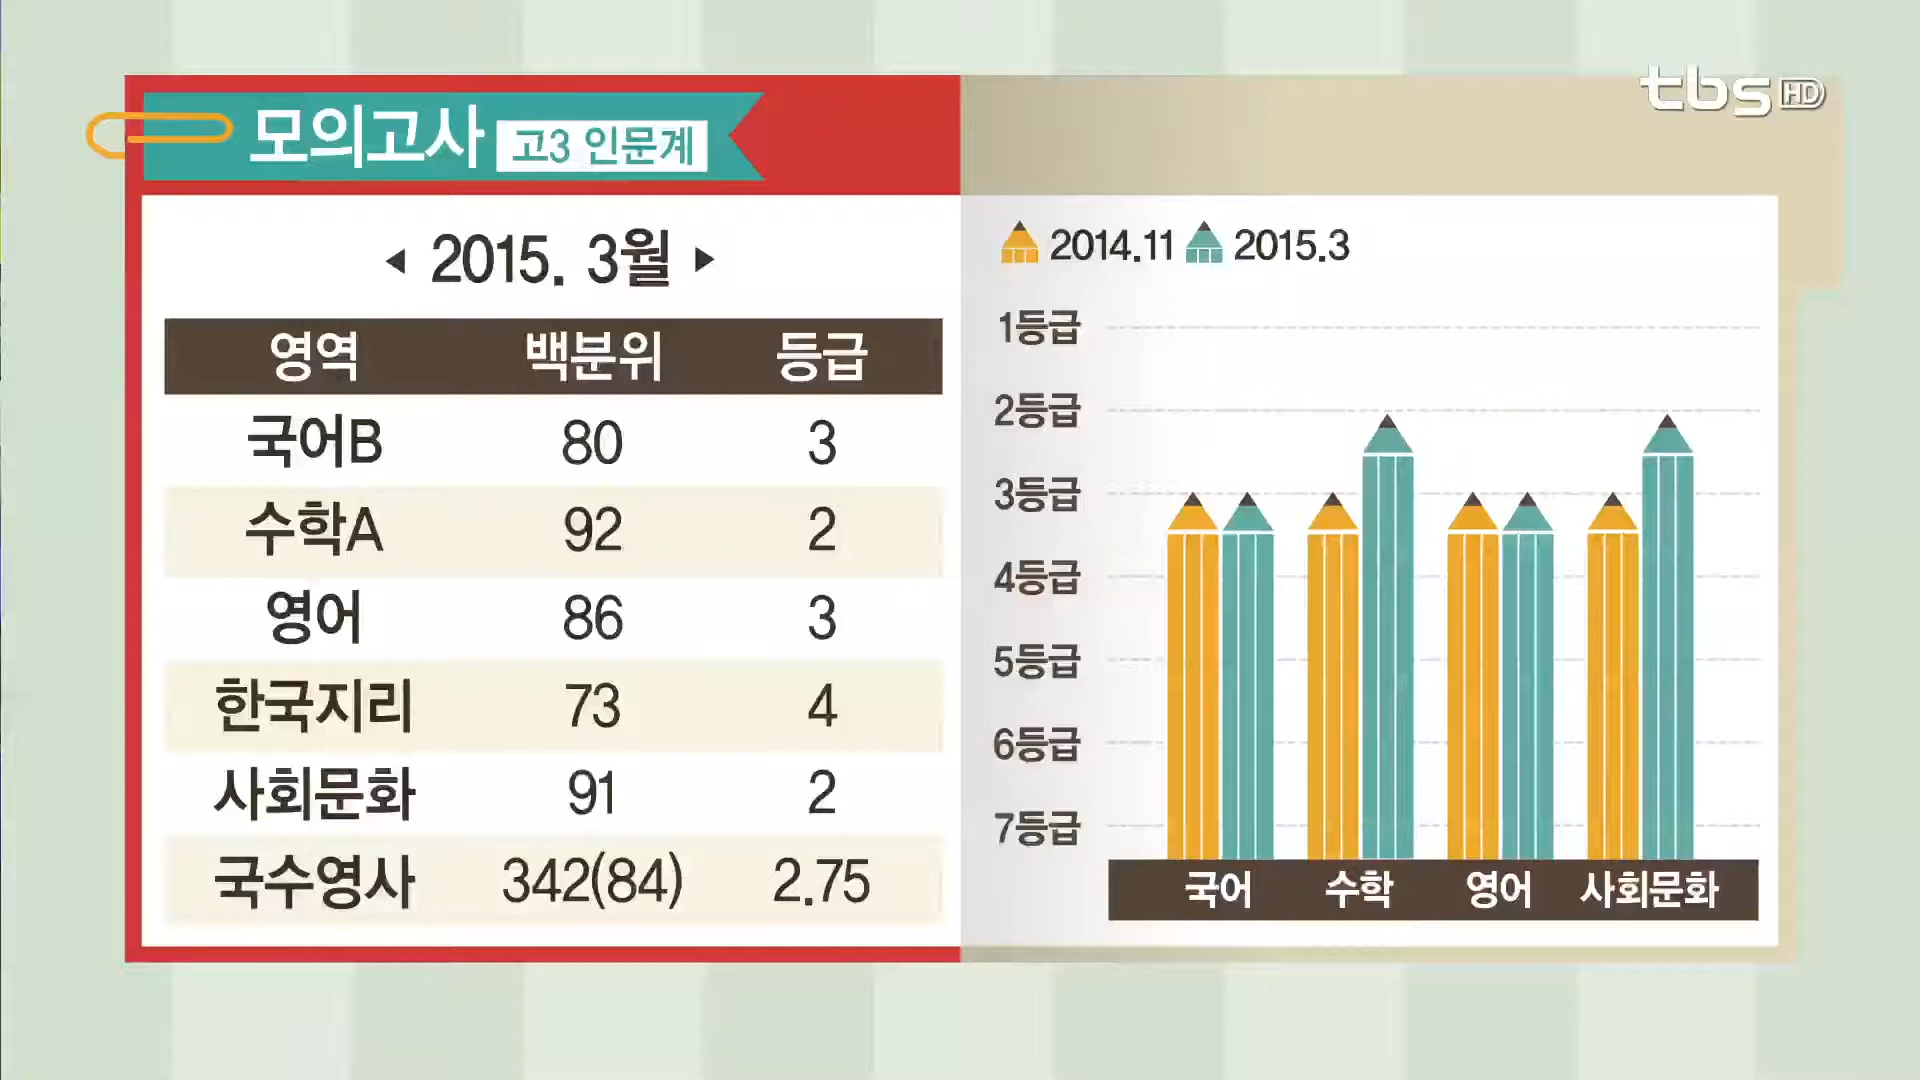 모의고사 고3 인문계
tbs HD
◀ 2015. 3월 ▶
영역 백분위 등급
국어B 80 3
수학A 92 2
영어 86 3
한국지리 73 4
사회문화 91 2
국수영사 342(84) 2.75
2014.11 2015.3
1등급
2등급
3등급
4등급
5등급
6등급
7등급
국어 수학 영어 사회문화